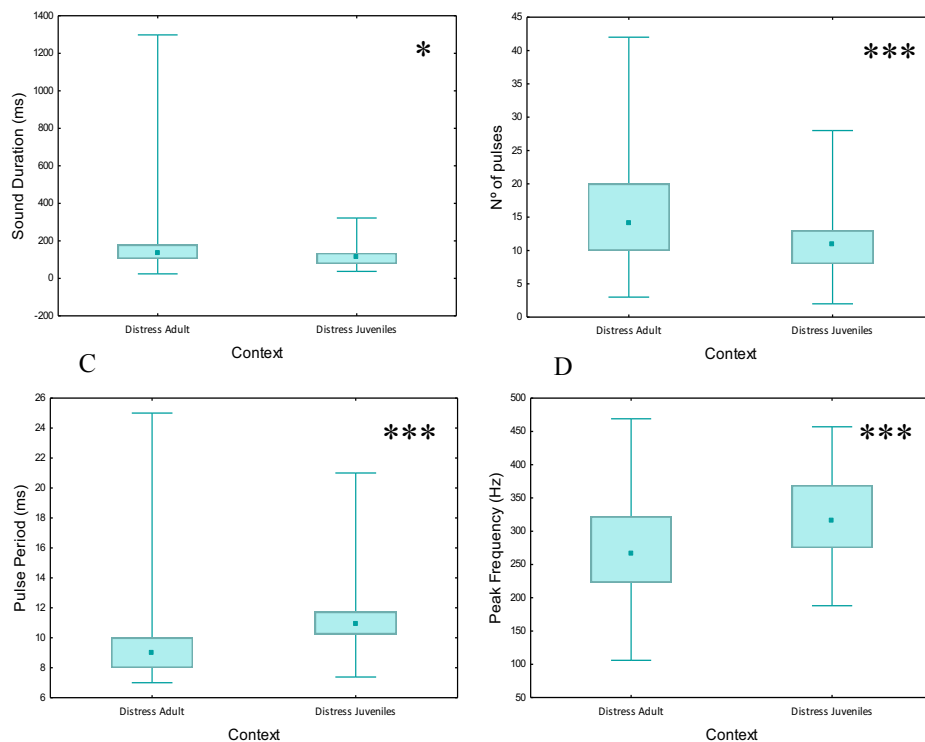 1400
1200
1000
800
600
400
200
0
-200
Sound Duration (ms)
*
Distress Adult
Distress Juveniles
Context
45
40
35
30
25
20
15
10
5
0
Nº of pulses
***
Distress Adult
Distress Juveniles
Context
C
26
24
22
20
18
16
14
12
10
8
6
Pulse Period (ms)
***
Distress Adult
Distress Juveniles
Context
D
500
450
400
350
300
250
200
150
100
50
Peak Frequency (Hz)
***
Distress Adult
Distress Juveniles
Context